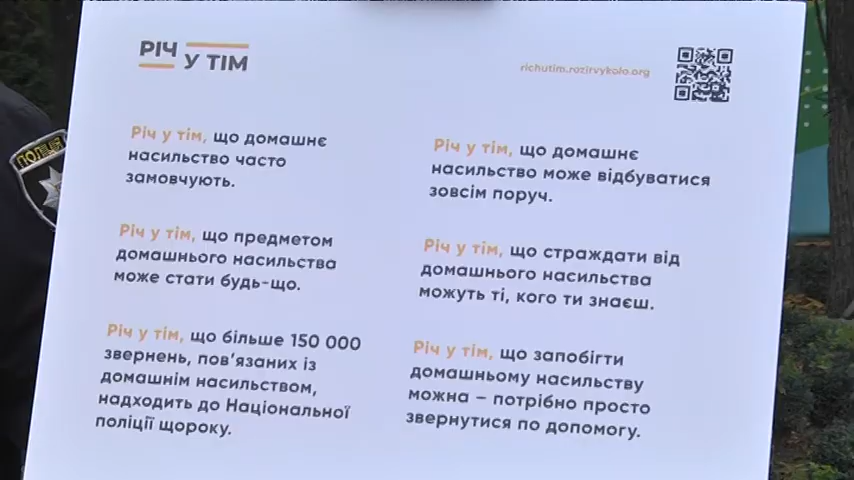 РІЧ
У ТІМ
richutim.rozirvykolo.org
ПОЛІЦІЯ
Річ у тім, що домашнє
насильство часто
замовчують.
Річ у тім, що предметом
домашнього насильства
може стати будь-що.
Річ у тім, що більше 150 000
звернень, пов'язаних із
домашнім насильством,
надходить до Національної
поліції щороку.
Річ у тім, що домашнє
насильство може відбуватися
зовсім поруч.
Річ у тім, що страждати від
домашнього насильства
можуть ті, кого ти знаєш.
Річ у тім, що запобігти
домашньому насильству
можна – потрібно просто
звернутися по допомогу.